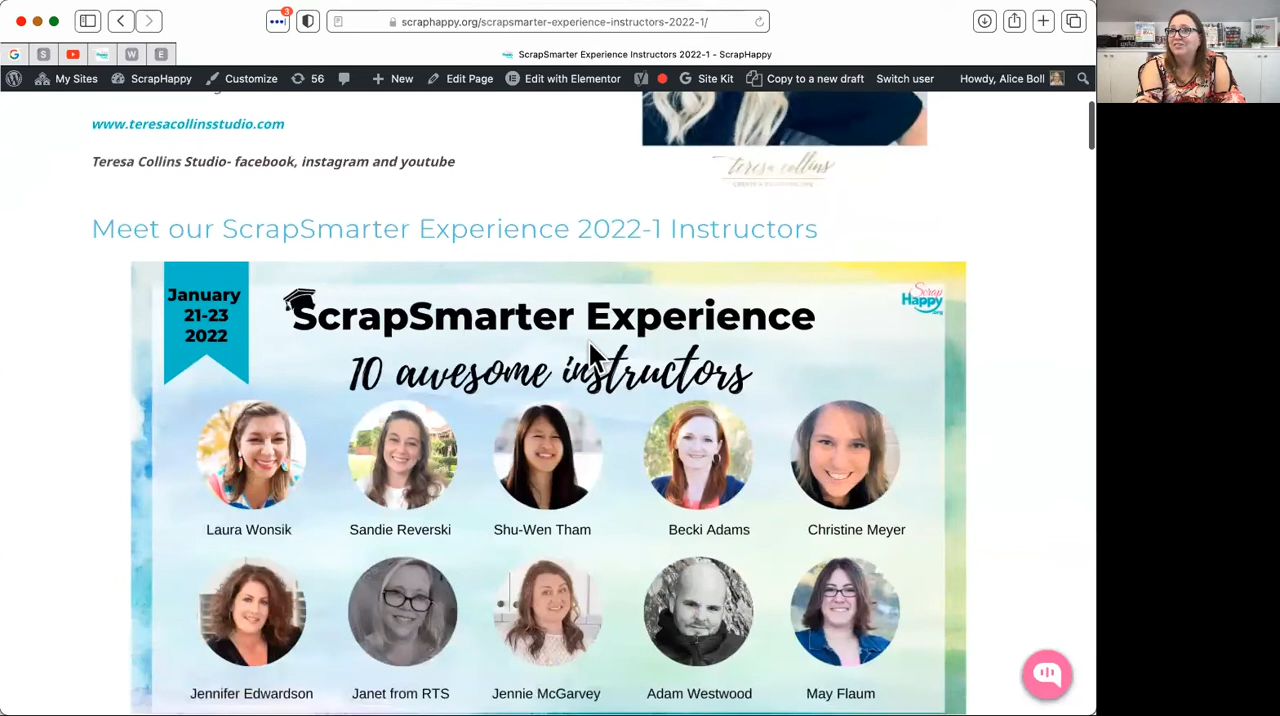 3
scraphappy.org/scrapsmarter-experience-instructors-2022-1/
G
S
W
E
ScrapSmarter Experience Instructors 2022-1 - ScrapHappy
My Sites
ScrapHappy
Customize
56
New
Edit Page
Edit with Elementor
Site Kit
Copy to a new draft
Switch user
Howdy, Alice Boll
www.teresacollinsstudio.com
Teresa Collins Studio- facebook, instagram and youtube
teresa collins
Meet our ScrapSmarter Experience 2022-1 Instructors
January
21-23
2022
ScrapSmarter Experience
Scrap
Happy
.org
10 awesome instructors
Laura Wonsik
Sandie Reverski
Shu-Wen Tham
Becki Adams
Christine Meyer
Jennifer Edwardson
Janet from RTS
Jennie McGarvey
Adam Westwood
May Flaum